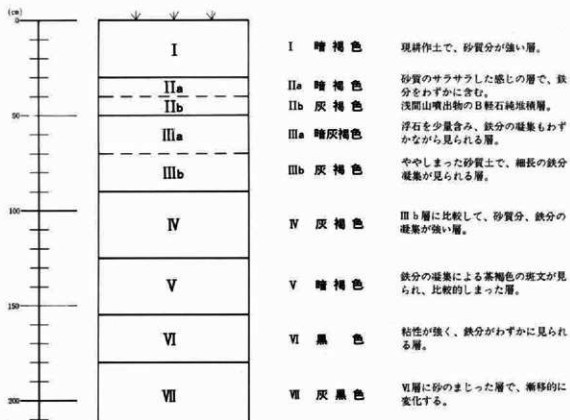 (cm)
0
50
100
150
200
I
IIa
IIb
IIIa
IIIb
IV
V
VI
VII
I 暗褐色 現耕作土で、砂質分が強い層。
IIa 暗褐色 砂質のサラサラした感じの層で、鉄
分をわずかに含む。
IIb 灰褐色 浅間山噴出物のB軽石純堆積層。
IIIa 暗灰褐色 浮石を少量含み、鉄分の凝集もわず
かながら見られる層。
IIIb 灰褐色 ややしまった砂質土で、細長の鉄分
凝集が見られる層。
IV 灰褐色 IIIb層に比較して、砂質分、鉄分の
凝集が強い層。
V 暗褐色 鉄分の凝集による茶褐色の斑文が見
られ、比較的しまった層。
VI 黒色 粘性が強く、鉄分がわずかに見られ
る層。
VII 灰黒色 VI層に砂のまじった層で、漸移的に
変化する。